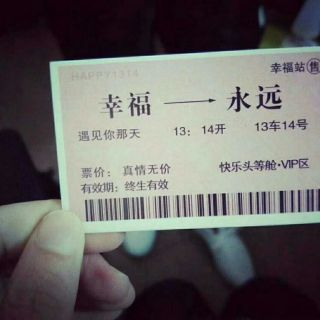 HAPPY1314
幸福站 售
幸福 → 永远
遇见你那天 13:14开 13车14号
票价：真情无价 快乐头等舱·VIP区
有效期：终生有效